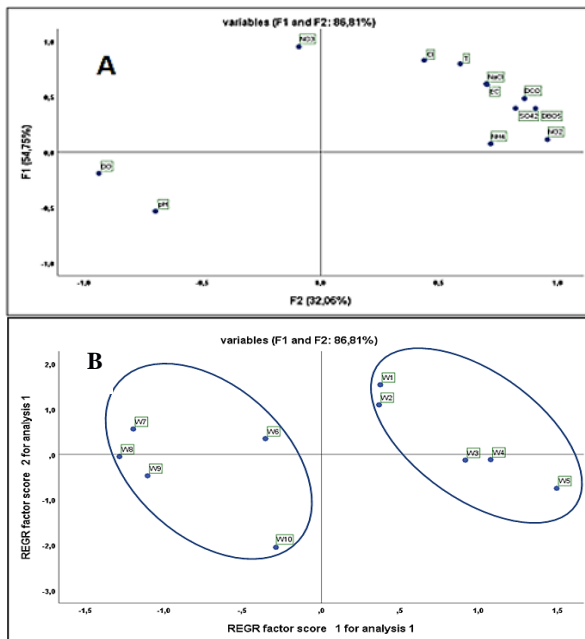 variables (F1 and F2: 86,81%)
A
NO3
Cl
T
NaCl
EC
DCO
SO42
DBO5
NO2
NH4
DO
pH
1,0
0,5
0,0
-0,5
-1,0
-1,0
-0,5
0,0
0,5
1,0
F1 (54,75%)
F2 (32,06%)
variables (F1 and F2: 86,81%)
B
W1
W2
W3
W4
W5
W6
W7
W8
W9
W10
2,0
1,0
,0
-1,0
-2,0
-3,0
-1,5
-1,0
-,5
,0
,5
1,0
1,5
REGR factor score 2 for analysis 1
REGR factor score 1 for analysis 1